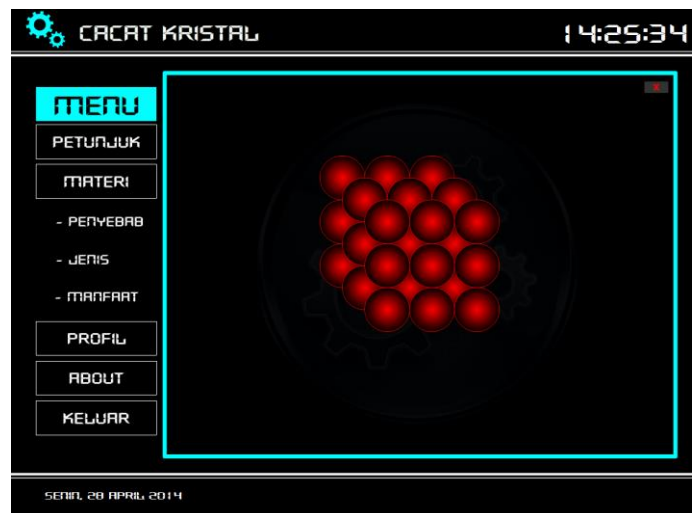 CACAT KRISTAL
14:25:34
MENU
X
PETUNJUK
MATERI
- PENYEBAB
- JENIS
- MANFAAT
PROFIL
ABOUT
KELUAR
SENIN, 28 APRIL 2014